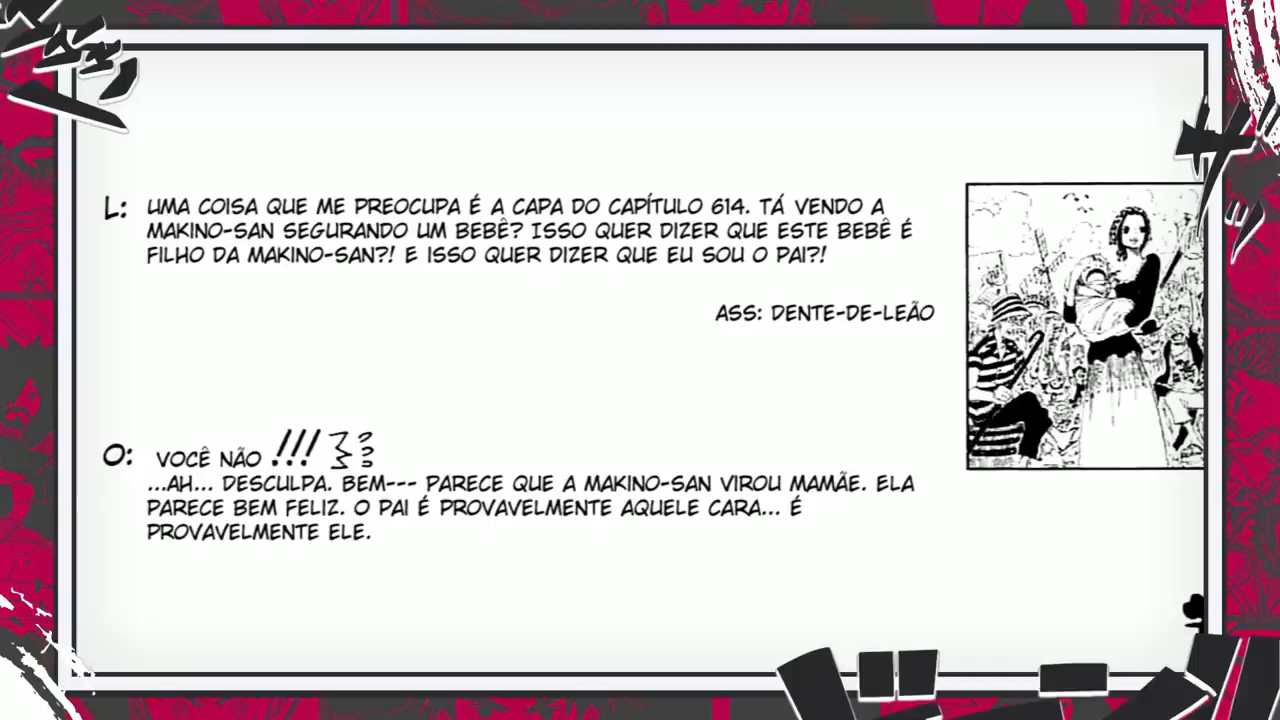 L: UMA COISA QUE ME PREOCUPA É A CAPA DO CAPÍTULO 614. TÁ VENDO A
MAKINO-SAN SEGURANDO UM BEBÊ? ISSO QUER DIZER QUE ESTE BEBÊ É
FILHO DA MAKINO-SAN?! E ISSO QUER DIZER QUE EU SOU O PAI?!
ASS: DENTE-DE-LEÃO
O: VOCÊ NÃO !!!
...AH... DESCULPA. BEM--- PARECE QUE A MAKINO-SAN VIROU MAMÃE. ELA
PARECE BEM FELIZ. O PAI É PROVAVELMENTE AQUELE CARA... É
PROVAVELMENTE ELE.